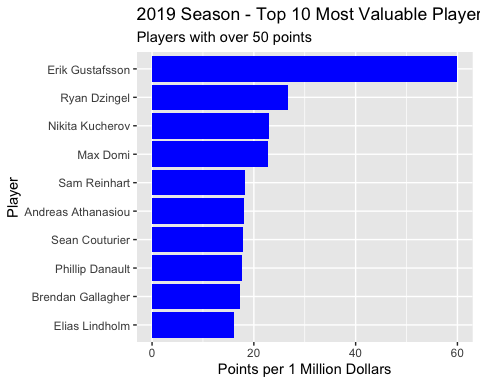 2019 Season - Top 10 Most Valuable Player
Players with over 50 points
Erik Gustafsson
Ryan Dzingel
Nikita Kucherov
Max Domi
Sam Reinhart
Andreas Athanasiou
Sean Couturier
Phillip Danault
Brendan Gallagher
Elias Lindholm
Player
0 20 40 60
Points per 1 Million Dollars